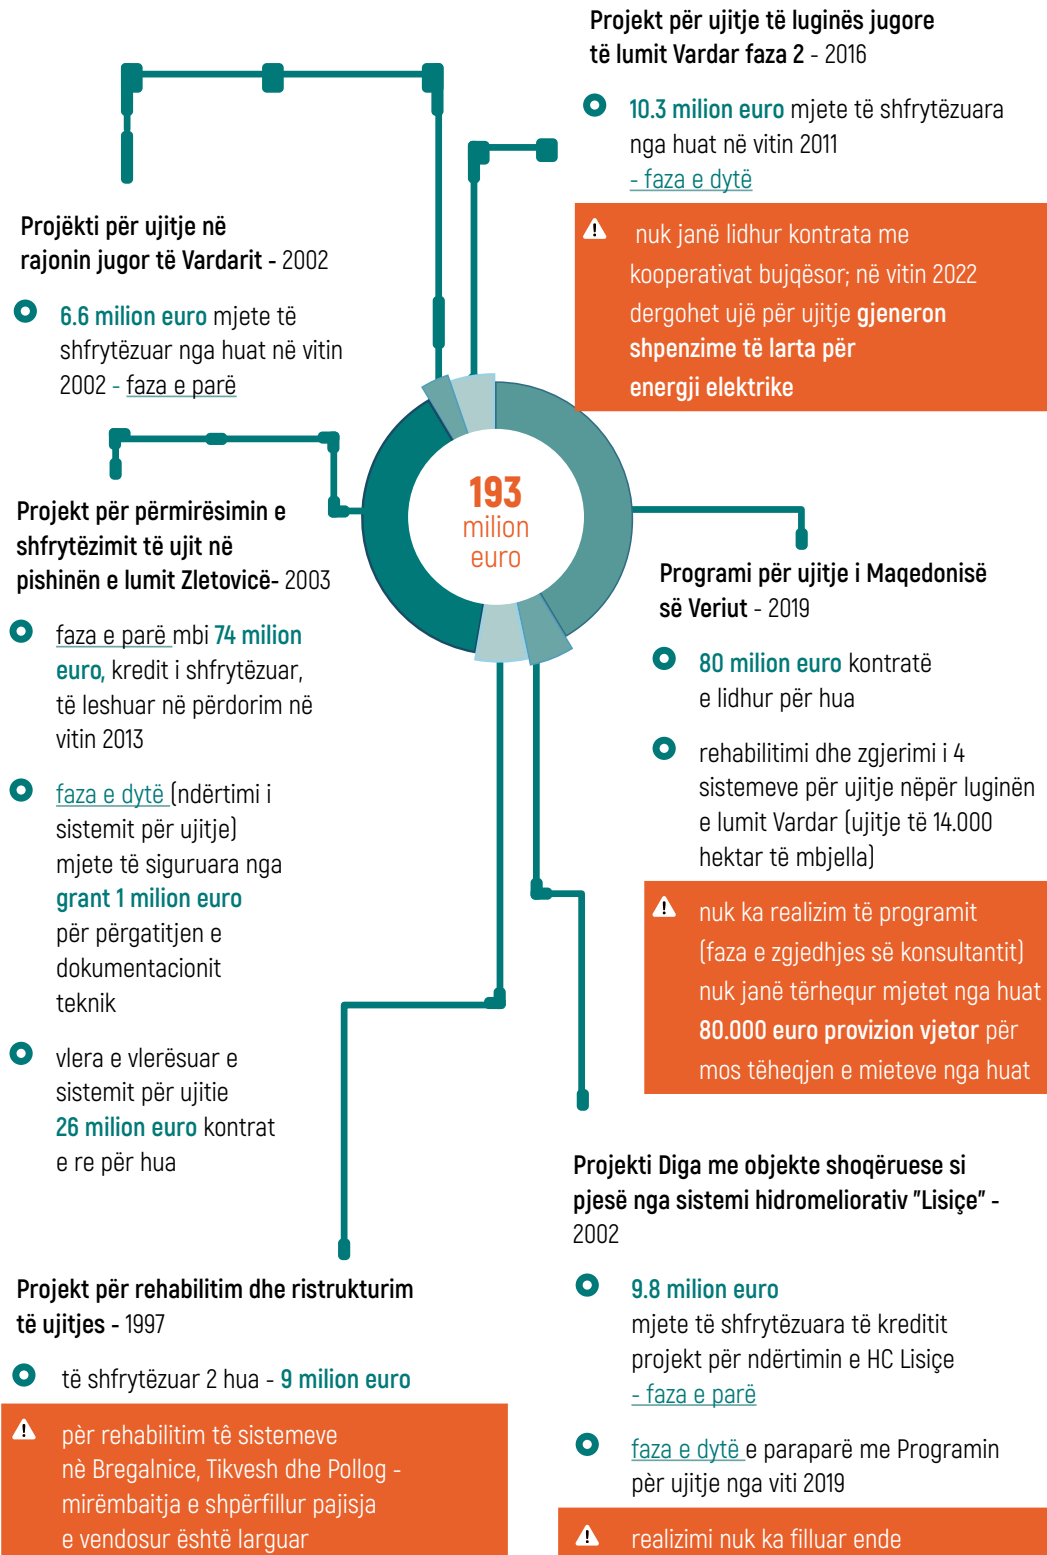 Projekt për ujitje të luginës jugore
të lumit Vardar faza 2 - 2016
10.3 milion euro mjete të shfrytëzuara
nga huat në vitin 2011
- faza e dytë
nuk janë lidhur kontrata me
kooperativat bujqësor; në vitin 2022
dergohet ujë për ujitje gjeneron
shpenzime të larta për
energji elektrike
Projëkti për ujitje në
rajonin jugor të Vardarit - 2002
6.6 milion euro mjete të
shfrytëzuar nga huat në vitin
2002 - faza e parë
193
milion
euro
Projekt për përmirësimin e
shfrytëzimit të ujit në
pishinën e lumit Zletovicë- 2003
faza e parë mbi 74 milion
euro, kredit i shfrytëzuar,
të leshuar në përdorim në
vitin 2013
faza e dytë (ndërtimi i
sistemit për ujitje)
mjete të siguruara nga
grant 1 milion euro
për përgatitjen e
dokumentacionit
teknik
vlera e vlerësuar e
sistemit për ujitie
26 milion euro kontrat
e re për hua
Programi për ujitje i Maqedonisë
së Veriut - 2019
80 milion euro kontratë
e lidhur për hua
rehabilitimi dhe zgjerimi i 4
sistemeve për ujitje nëpër luginën
e lumit Vardar (ujitje të 14.000
hektar të mbjella)
nuk ka realizim të programit
(faza e zgjedhjes së konsultantit)
nuk janë tërhequr mjetet nga huat
80.000 euro provizion vjetor për
mos tëheqjen e mieteve nga huat
Projekt për rehabilitim dhe ristrukturim
të ujitjes - 1997
të shfrytëzuar 2 hua - 9 milion euro
pèr rehabilitim tê sistemeve
nè Bregalnice, Tikvesh dhe Pollog -
mirëmbaitja e shpërfillur pajisja
e vendosur është larguar
Projekti Diga me objekte shoqëruese si
pjesë nga sistemi hidromeliorativ "Lisiçe" -
2002
9.8 milion euro
mjete të shfrytëzuara të kreditit
projekt për ndërtimin e HC Lisiçe
- faza e parë
faza e dytë e paraparë me Programin
pèr ujitje nga viti 2019
realizimi nuk ka filluar ende